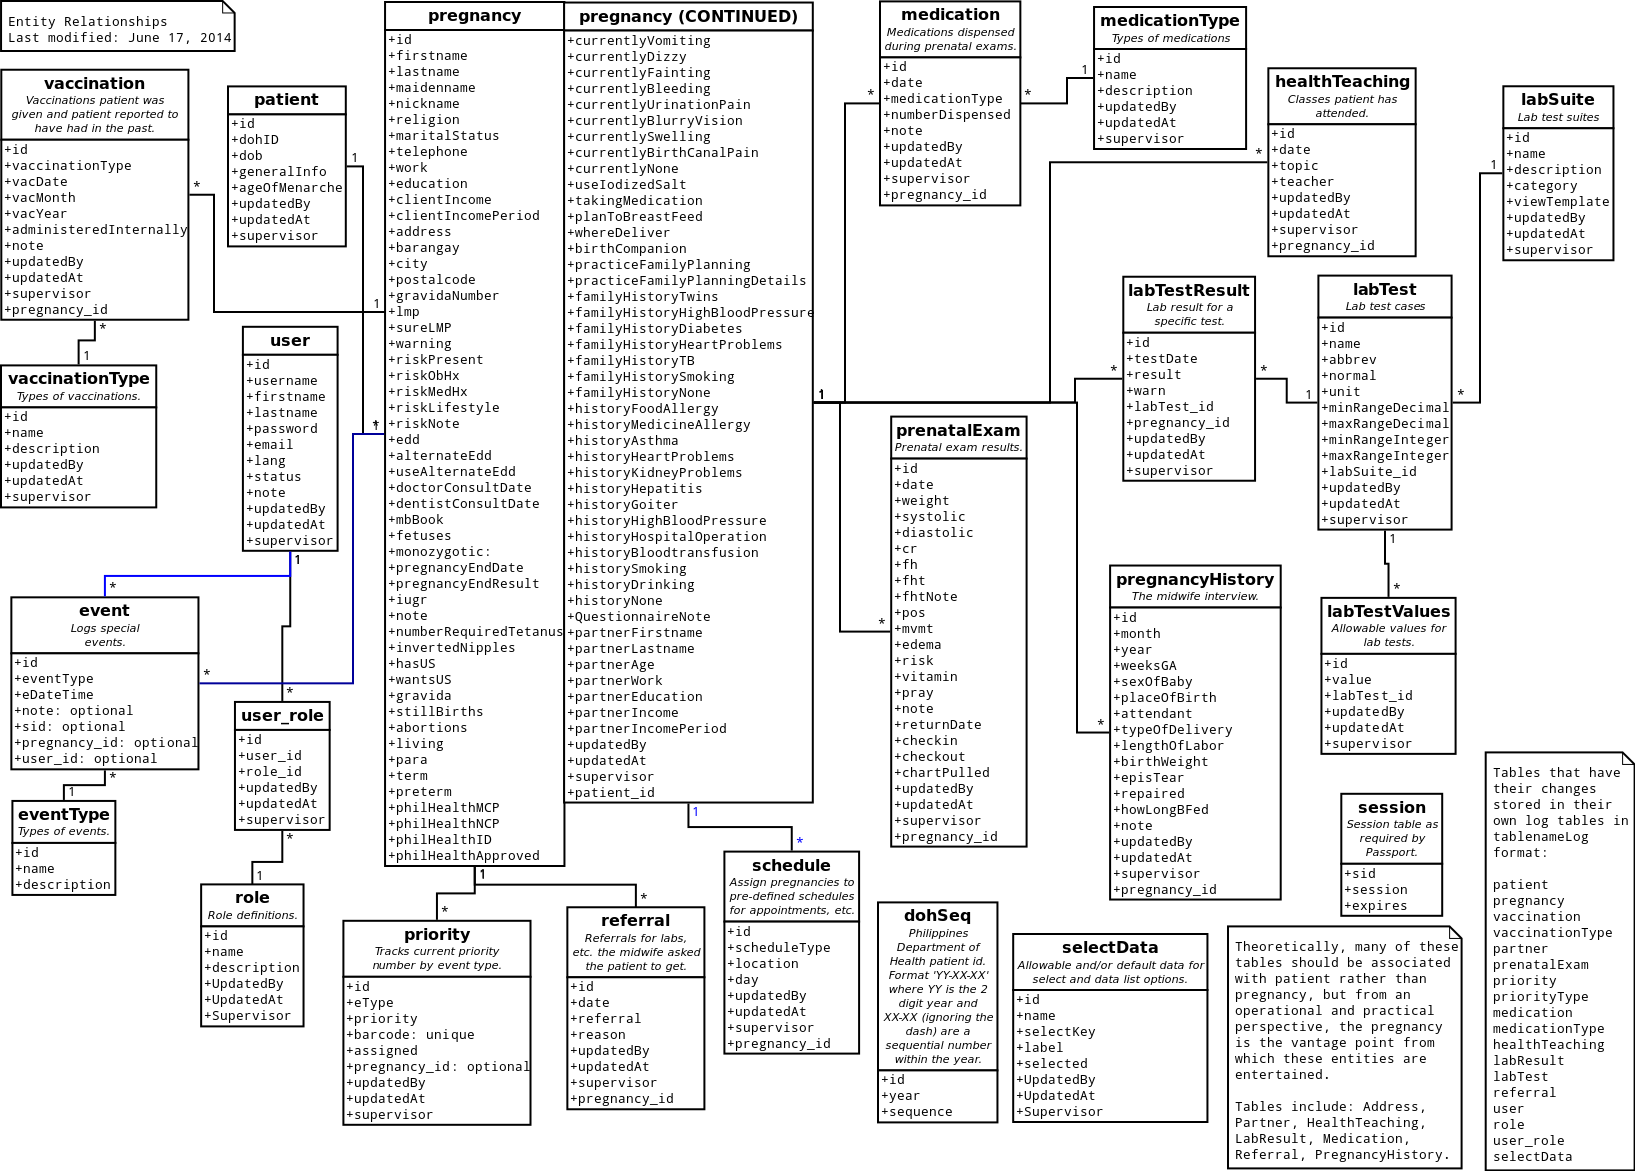 Entity Relationships
Last modified: June 17, 2014
vaccination
Vaccinations patient was
given and patient reported to
have had in the past.
+id
+vaccinationType
+vacDate
+vacMonth
+vacYear
+administeredInternally
+note
+updatedBy
+updatedAt
+supervisor
+pregnancy_id
*
1
*
1
vaccinationType
Types of vaccinations.
+id
+name
+description
+updatedBy
+updatedAt
+supervisor
patient
+id
+dohID
+dob
+generalInfo
+ageOfMenarche
+updatedBy
+updatedAt
+supervisor
1
*
user
+id
+username
+firstname
+lastname
+password
+email
+lang
+status
+note
+updatedBy
+updatedAt
+supervisor
1
*
event
Logs special
events.
+id
+eventType
+eDateTime
+note: optional
+sid: optional
+pregnancy_id: optional
+user_id: optional
*
1
*
1
eventType
Types of events.
+id
+name
+description
*
user_role
+id
+user_id
+role_id
+updatedBy
+updatedAt
+supervisor
*
1
role
Role definitions.
+id
+name
+description
+UpdatedBy
+UpdatedAt
+Supervisor
pregnancy
+id
+firstname
+lastname
+maidenname
+nickname
+religion
+maritalStatus
+telephone
+work
+education
+clientIncome
+clientIncomePeriod
+address
+barangay
+city
+postalcode
+gravidaNumber
+lmp
+sureLMP
+warning
+riskPresent
+riskObHx
+riskMedHx
+riskLifestyle
+riskNote
+edd
+alternateEdd
+useAlternateEdd
+doctorConsultDate
+dentistConsultDate
+mbBook
+fetuses
+monozygotic:
+pregnancyEndDate
+pregnancyEndResult
+iugr
+note
+numberRequiredTetanus
+invertedNipples
+hasUS
+wantsUS
+gravida
+stillBirths
+abortions
+living
+para
+term
+preterm
+philHealthMCP
+philHealthNCP
+philHealthID
+philHealthApproved
1
pregnancy (CONTINUED)
+currentlyVomiting
+currentlyDizzy
+currentlyFainting
+currentlyBleeding
+currentlyUrinationPain
+currentlyBlurryVision
+currentlySwelling
+currentlyBirthCanalPain
+currentlyNone
+useIodizedSalt
+takingMedication
+planToBreastFeed
+whereDeliver
+birthCompanion
+practiceFamilyPlanning
+practiceFamilyPlanningDetails
+familyHistoryTwins
+familyHistoryHighBloodPressure
+familyHistoryDiabetes
+familyHistoryHeartProblems
+familyHistoryTB
+familyHistorySmoking
+familyHistoryNone
+historyFoodAllergy
+historyMedicineAllergy
+historyAsthma
+historyHeartProblems
+historyKidneyProblems
+historyHepatitis
+historyGoiter
+historyHighBloodPressure
+historyHospitalOperation
+historyBloodtransfusion
+historySmoking
+historyDrinking
+historyNone
+QuestionnaireNote
+partnerFirstname
+partnerLastname
+partnerAge
+partnerWork
+partnerEducation
+partnerIncome
+partnerIncomePeriod
+updatedBy
+updatedAt
+supervisor
+patient_id
1
1
*
priority
Tracks current priority
number by event type.
+id
+eType
+priority
+barcode: unique
+assigned
+pregnancy_id: optional
+updatedBy
+updatedAt
+supervisor
*
referral
Referrals for labs,
etc. the midwife asked
the patient to get.
+id
+date
+referral
+reason
+updatedBy
+updatedAt
+supervisor
+pregnancy_id
*
schedule
Assign pregnancies to
pre-defined schedules
for appointments, etc.
+id
+scheduleType
+location
+day
+updatedBy
+updatedAt
+supervisor
+pregnancy_id
*
medication
Medications dispensed
during prenatal exams.
+id
+date
+medicationType
+numberDispensed
+note
+updatedBy
+updatedAt
+supervisor
+pregnancy_id
*
*
1
medicationType
Types of medications
+id
+name
+description
+updatedBy
+updatedAt
+supervisor
healthTeaching
Classes patient has
attended.
+id
+date
+topic
+teacher
+updatedBy
+updatedAt
+supervisor
+pregnancy_id
*
labSuite
Lab test suites
+id
+name
+description
+category
+viewTemplate
+updatedBy
+updatedAt
+supervisor
1
*
labTestResult
Lab result for a
specific test.
+id
+testDate
+result
+warn
+labTest_id
+pregnancy_id
+updatedBy
+updatedAt
+supervisor
*
*
1
labTest
Lab test cases
+id
+name
+abbrev
+normal
+unit
+minRangeDecimal
+maxRangeDecimal
+minRangeInteger
+maxRangeInteger
+labSuite_id
+updatedBy
+updatedAt
+supervisor
1
*
labTestValues
Allowable values for
lab tests.
+id
+value
+labTest_id
+updatedBy
+updatedAt
+supervisor
prenatalExam
Prenatal exam results.
+id
+date
+weight
+systolic
+diastolic
+cr
+fh
+fht
+fhtNote
+pos
+mvmt
+edema
+risk
+vitamin
+pray
+note
+returnDate
+checkin
+checkout
+chartPulled
+updatedBy
+updatedAt
+supervisor
+pregnancy_id
*
pregnancyHistory
The midwife interview.
+id
+month
+year
+weeksGA
+sexOfBaby
+placeOfBirth
+attendant
+typeOfDelivery
+lengthOfLabor
+birthWeight
+episTear
+repaired
+howLongBFed
+note
+updatedBy
+updatedAt
+supervisor
+pregnancy_id
*
dohSeq
Philippines
Department of
Health patient id.
Format 'YY-XX-XX'
where YY is the 2
digit year and
XX-XX (ignoring the
dash) are a
sequential number
within the year.
+id
+year
+sequence
selectData
Allowable and/or default data for
select and data list options.
+id
+name
+selectKey
+label
+selected
+UpdatedBy
+UpdatedAt
+Supervisor
session
Session table as
required by
Passport.
+sid
+session
+expires
Theoretically, many of these
tables should be associated
with patient rather than
pregnancy, but from an
operational and practical
perspective, the pregnancy
is the vantage point from
which these entities are
entertained.
Tables include: Address,
Partner, HealthTeaching,
LabResult, Medication,
Referral, PregnancyHistory.
Tables that have
their changes
stored in their
own log tables in
tablenameLog
format:
patient
pregnancy
vaccination
vaccinationType
partner
prenatalExam
priority
priorityType
medication
medicationType
healthTeaching
labResult
labTest
referral
user
role
user_role
selectData